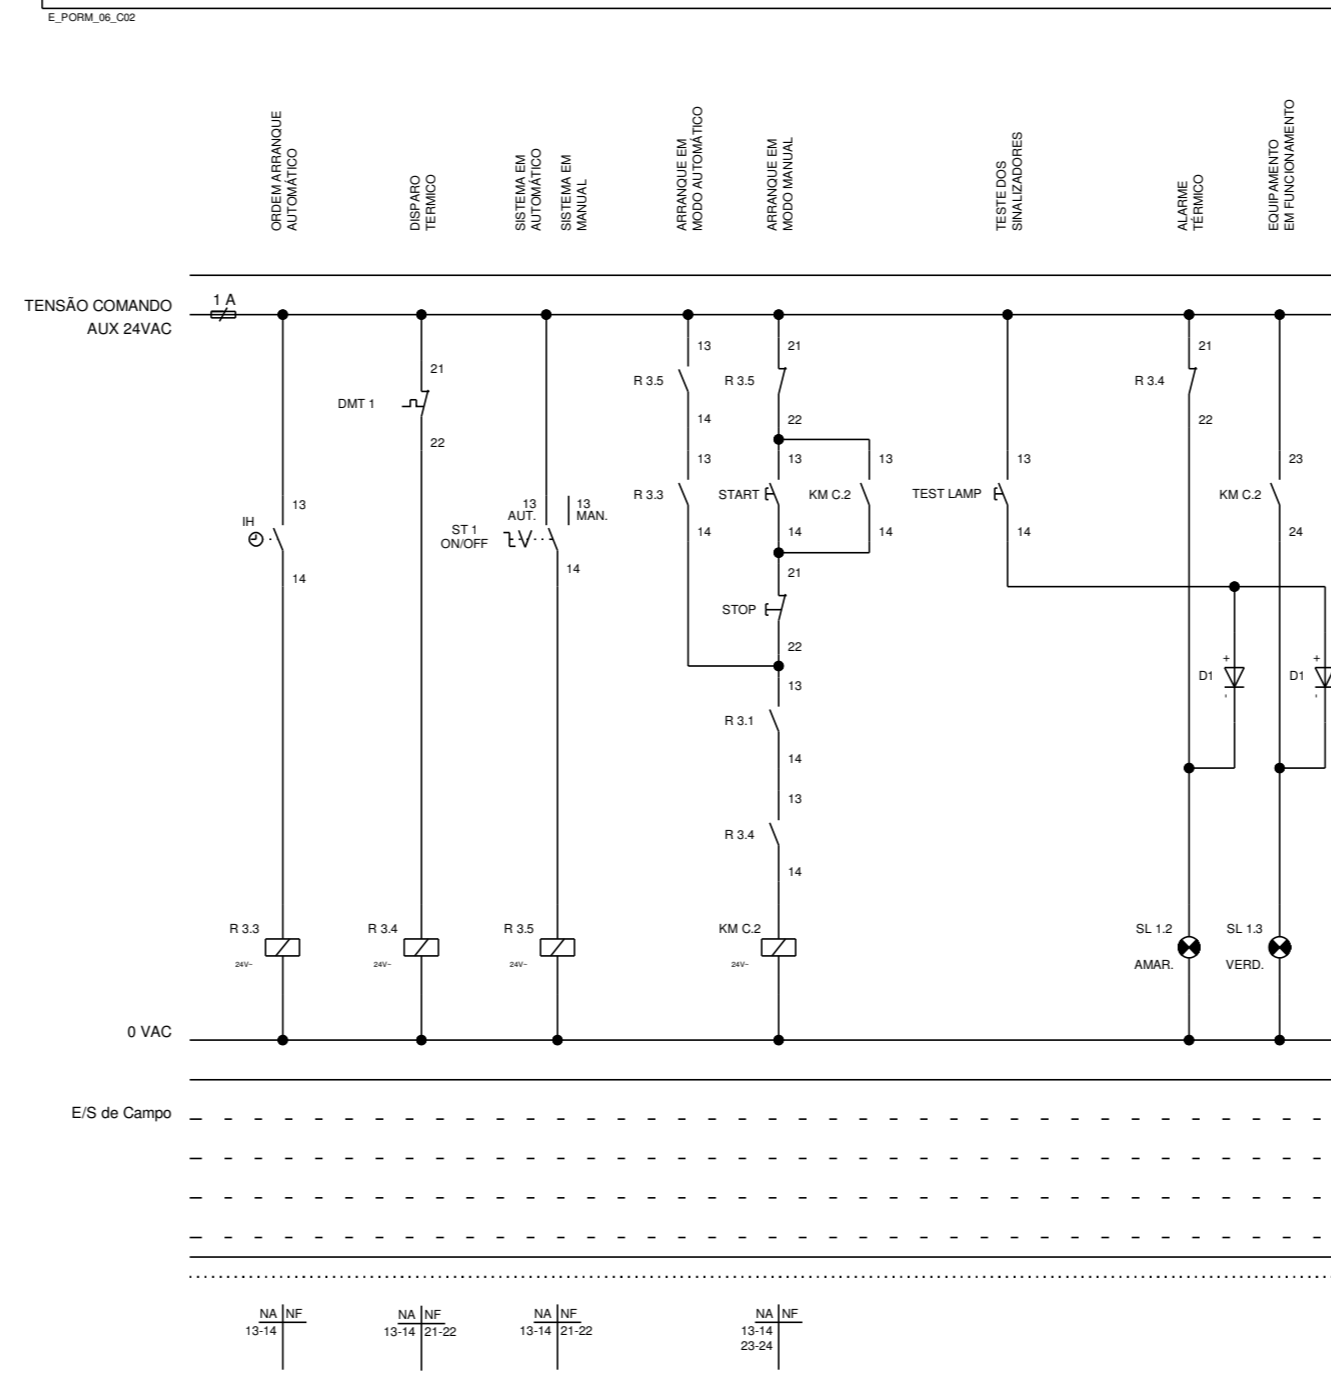 E_PORM_06_C02
ORDEM ARRANQUE
AUTOMÁTICO
DISPARO
TERMICO
SISTEMA EM
AUTOMÁTICO
SISTEMA EM
MANUAL
ARRANQUE EM
MODO AUTOMÁTICO
ARRANQUE EM
MODO MANUAL
TESTE DOS
SINALIZADORES
ALARME
TÉRMICO
EQUIPAMENTO
EM FUNCIONAMENTO
TENSÃO COMANDO
AUX 24VAC
1 A
13 21 21
21
R 3.5 R 3.5 R 3.4
DMT 1
14 22 22
22
13 13 13 13 23
R 3.3 START KM C.2 TEST LAMP KM C.2
13 13 13
AUT. MAN.
IH
ST 1
ON/OFF
14 14 14 14 24
14 14
21
STOP
22
D1 + - D1 + -
13
R 3.1
14
13
R 3.4
14
R 3.3 R 3.4 R 3.5 KM C.2 SL 1.2 SL 1.3
24V~ 24V~ 24V~ 24V~ AMAR. VERD.
0 VAC
E/S de Campo
NA NF NA NF NA NF NA NF
13-14 13-14 21-22 13-14 21-22 13-14
23-24